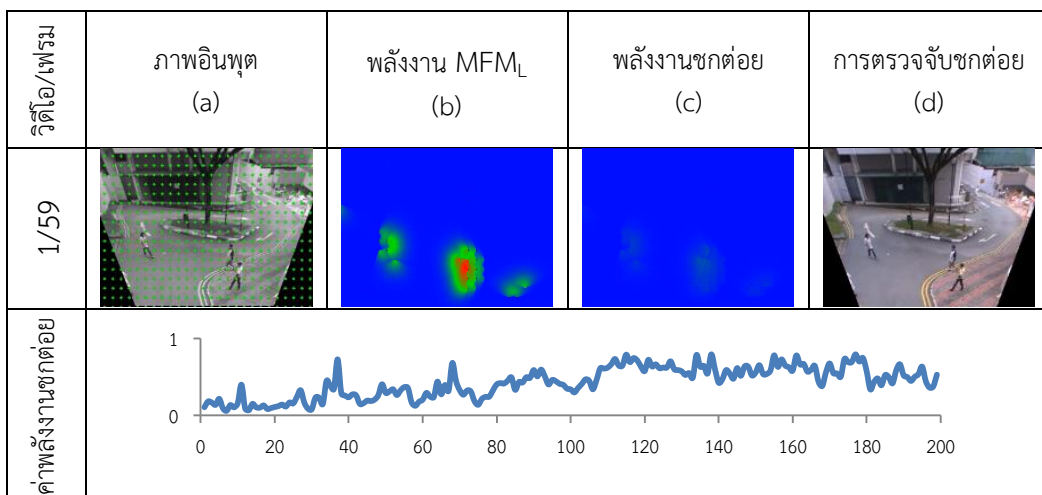 วิดีโอ/เฟรม
ภาพอินพุต
(a)
พลังงาน MFML
(b)
พลังงานชกต่อย
(c)
การตรวจจับชกต่อย
(d)
1/59
ค่าพลังงานชกต่อย
1
0
0 20 40 60 80 100 120 140 160 180 200